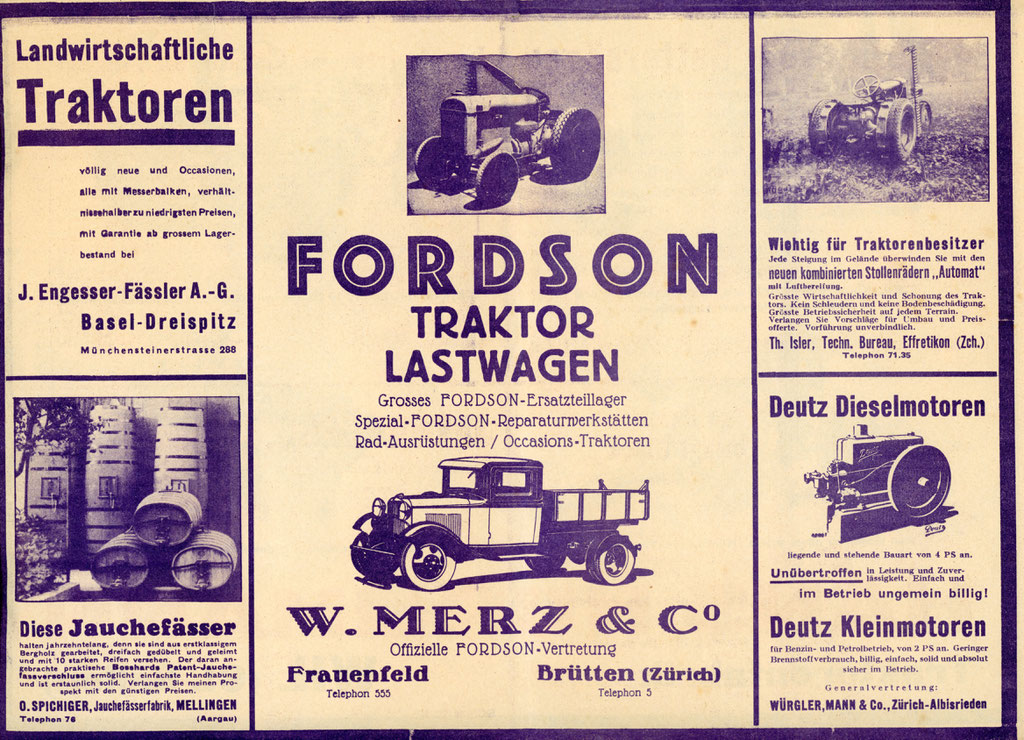 Landwirtschaftliche
Traktoren
völlig neue und Occasionen,
alle mit Messerbalken, verhält-
nissehalber zu niedrigsten Preisen,
mit Garantie ab grossem Lager-
bestand bei
J. Engesser-Fässler A.-G.
Basel-Dreispitz
Münchensteinerstrasse 288
Diese Jauchefässer
halten jahrzehntelang, denn sie sind aus erstklassigem
Bergholz gearbeitet, dreifach gedübelt und geleimt
und mit 10 starken Reifen versehen. Der daran an-
gebrachte praktische Bosshards Patent-Jauche-
fassverschluss ermöglicht einfachste Handhabung
und ist erstaunlich solid. Verlangen Sie meinen Pro-
spekt mit den günstigen Preisen.
O. SPICHIGER, Jauchefässerfabrik, MELLINGEN
Telephon 76 (Aargau)
FORDSON
TRAKTOR
LASTWAGEN
Grosses FORDSON-Ersatzteillager
Spezial-FORDSON-Reparaturwerkstätten
Rad-Ausrüstungen / Occasions-Traktoren
W. MERZ & Co
Offizielle FORDSON-Vertretung
Frauenfeld Brütten (Zürich)
Telephon 555 Telephon 5
Wichtig für Traktorenbesitzer
Jede Steigung im Gelände überwinden Sie mit den
neuen kombinierten Stollenrädern „Automat"
mit Luftbereifung.
Grösste Wirtschaftlichkeit und Schonung des Trak-
tors. Kein Schleudern und keine Bodenbeschädigung.
Grösste Betriebssicherheit auf jedem Terrain.
Verlangen Sie Vorschläge für Umbau und Preis-
offerte. Vorführung unverbindlich.
Th. Isler, Techn. Bureau, Effretikon (Zch.)
Telephon 71.35
Deutz Dieselmotoren
Deutz
liegende und stehende Bauart von 4 PS an.
Unübertroffen in Leistung und Zuver-
lässigkeit. Einfach und
im Betrieb ungemein billig!
Deutz Kleinmotoren
für Benzin- und Petrolbetrieb, von 2 PS an. Geringer
Brennstoffverbrauch, billig, einfach, solid und absolut
sicher im Betrieb.
Generalvertretung:
WÜRGLER, MANN & Co., Zürich-Albisrieden